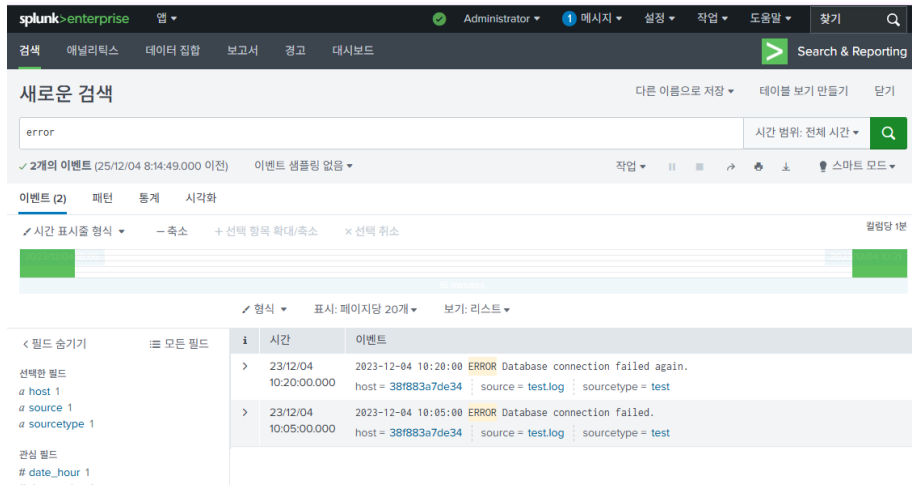 splunk>enterprise 앱 Administrator 1 메시지 설정 작업 도움말 찾기
검색 애널리틱스 데이터 집합 보고서 경고 대시보드 Search & Reporting
새로운 검색 다른 이름으로 저장 테이블 보기 만들기 닫기
error 시간 범위: 전체 시간
2개의 이벤트 (25/12/04 8:14:49.000 이전) 이벤트 샘플링 없음 작업 스마트 모드
이벤트 (2) 패턴 통계 시각화
시간 표시줄 형식 － 축소 + 선택 항목 확대/축소 × 선택 취소 컬럼당 1분
형식 표시: 페이지당 20개 보기: 리스트
< 필드 숨기기 모든 필드 i 시간 이벤트
선택한 필드
a host 1
a source 1
a sourcetype 1
관심 필드
# date_hour 1
> 23/12/04 10:20:00.000 2023-12-04 10:20:00 ERROR Database connection failed again.
host = 38f883a7de34 source = test.log sourcetype = test
> 23/12/04 10:05:00.000 2023-12-04 10:05:00 ERROR Database connection failed.
host = 38f883a7de34 source = test.log sourcetype = test